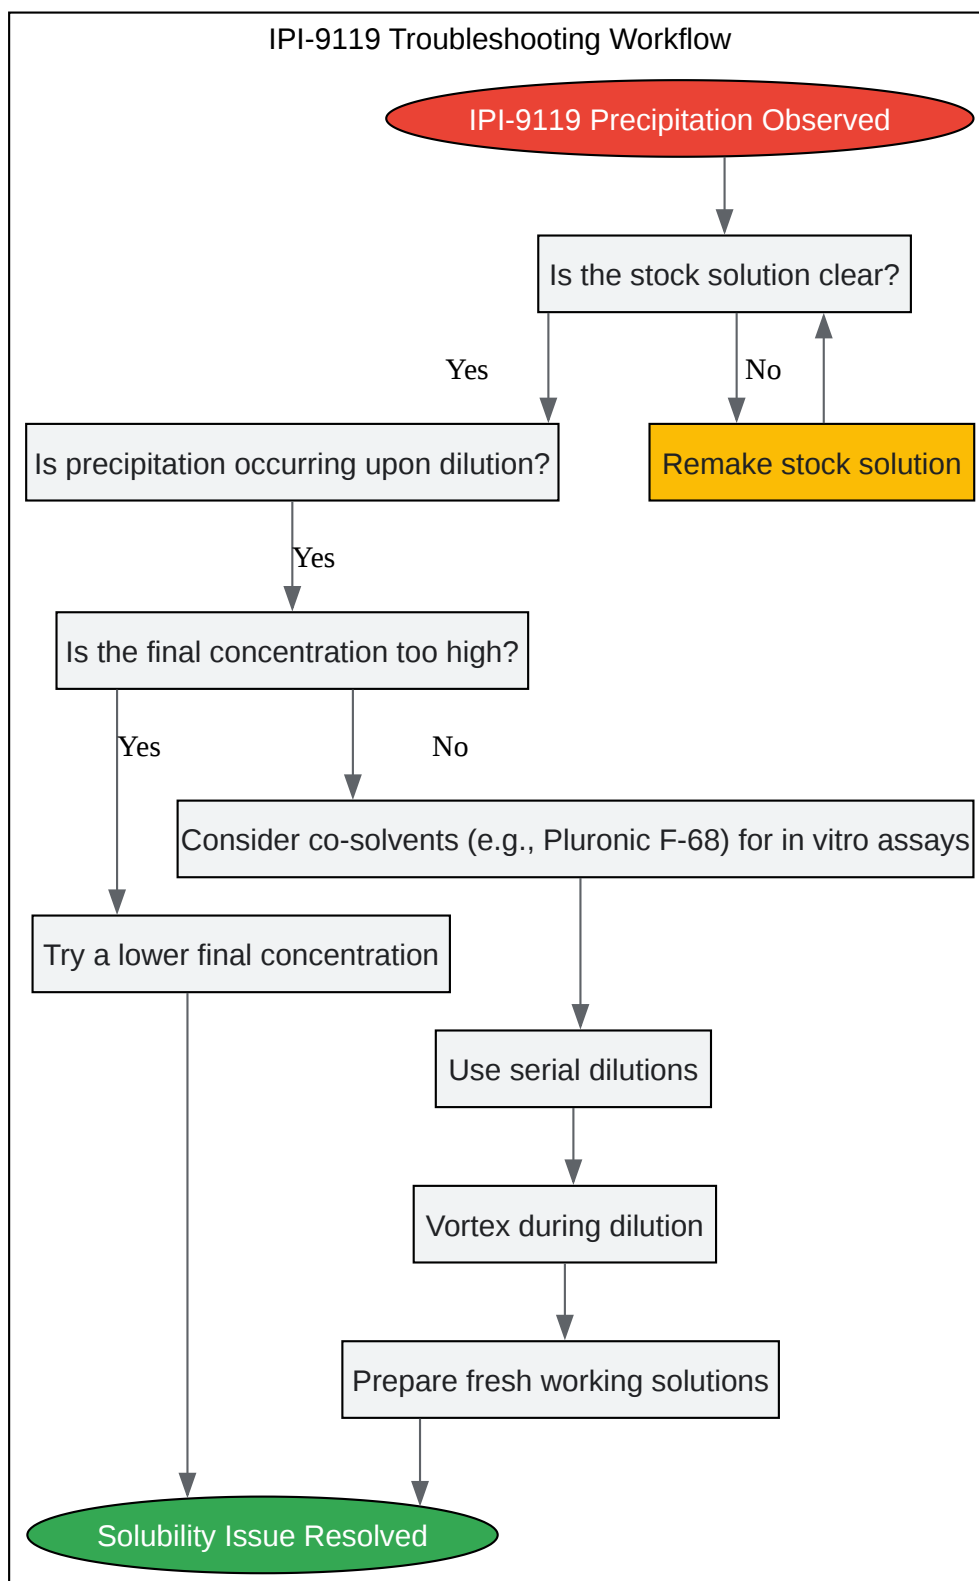 IPI-9119 Troubleshooting Workflow
IPI-9119 Precipitation Observed
Is the stock solution clear?
Yes
No
Is precipitation occurring upon dilution?
Remake stock solution
Yes
Is the final concentration too high?
Yes
No
Consider co-solvents (e.g., Pluronic F-68) for in vitro assays
Try a lower final concentration
Use serial dilutions
Vortex during dilution
Prepare fresh working solutions
Solubility Issue Resolved